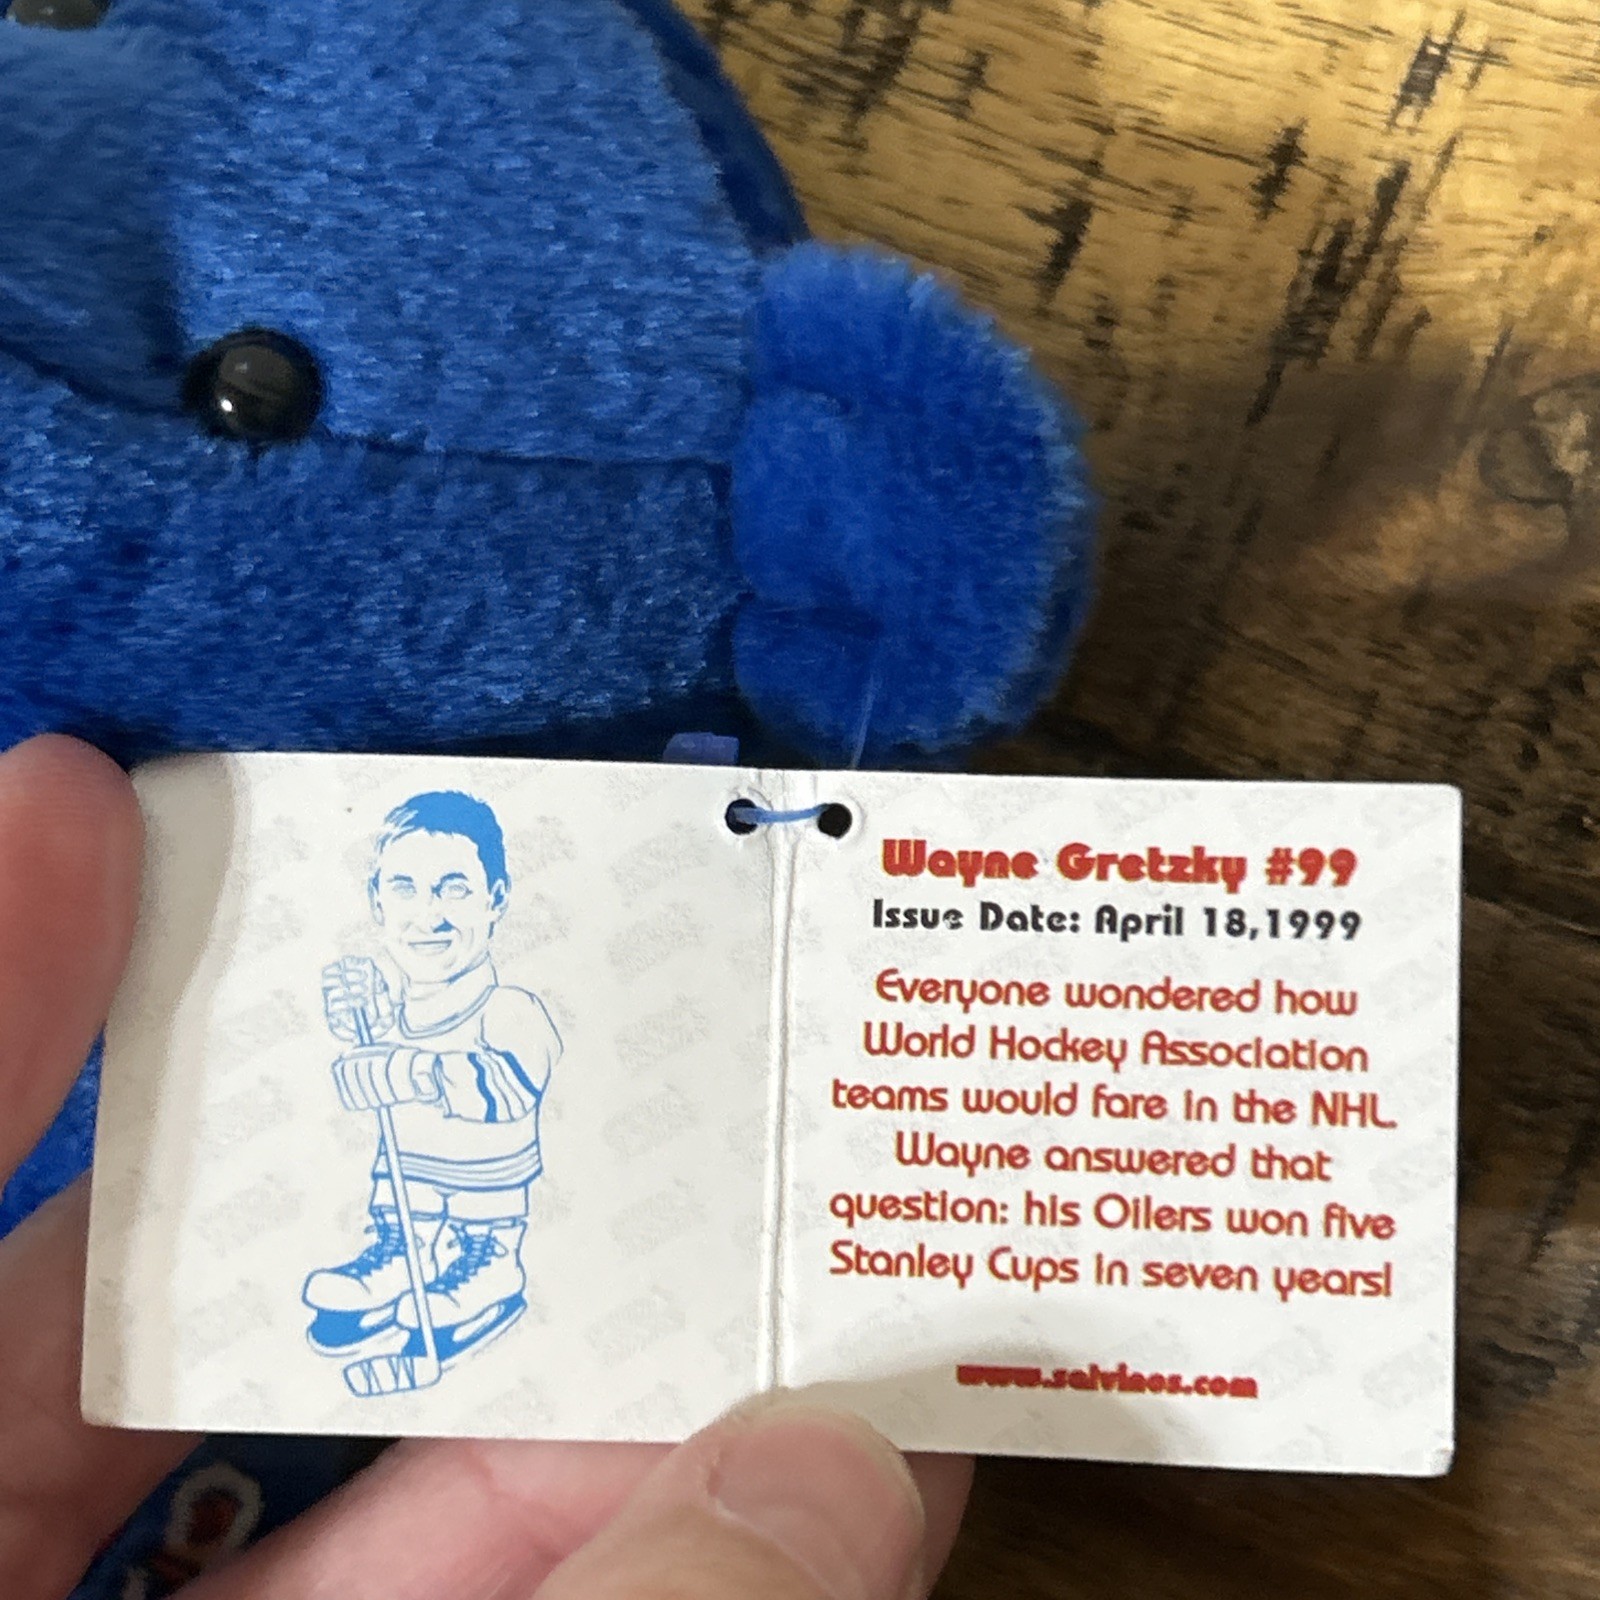 Wayne Gretzky #99
Issue Date: April 18,1999
Everyone wondered how
World Hockey Association
teams would fare in the NHL.
Wayne answered that
question: his Oilers won five
Stanley Cups in seven years!
www.salvinos.com